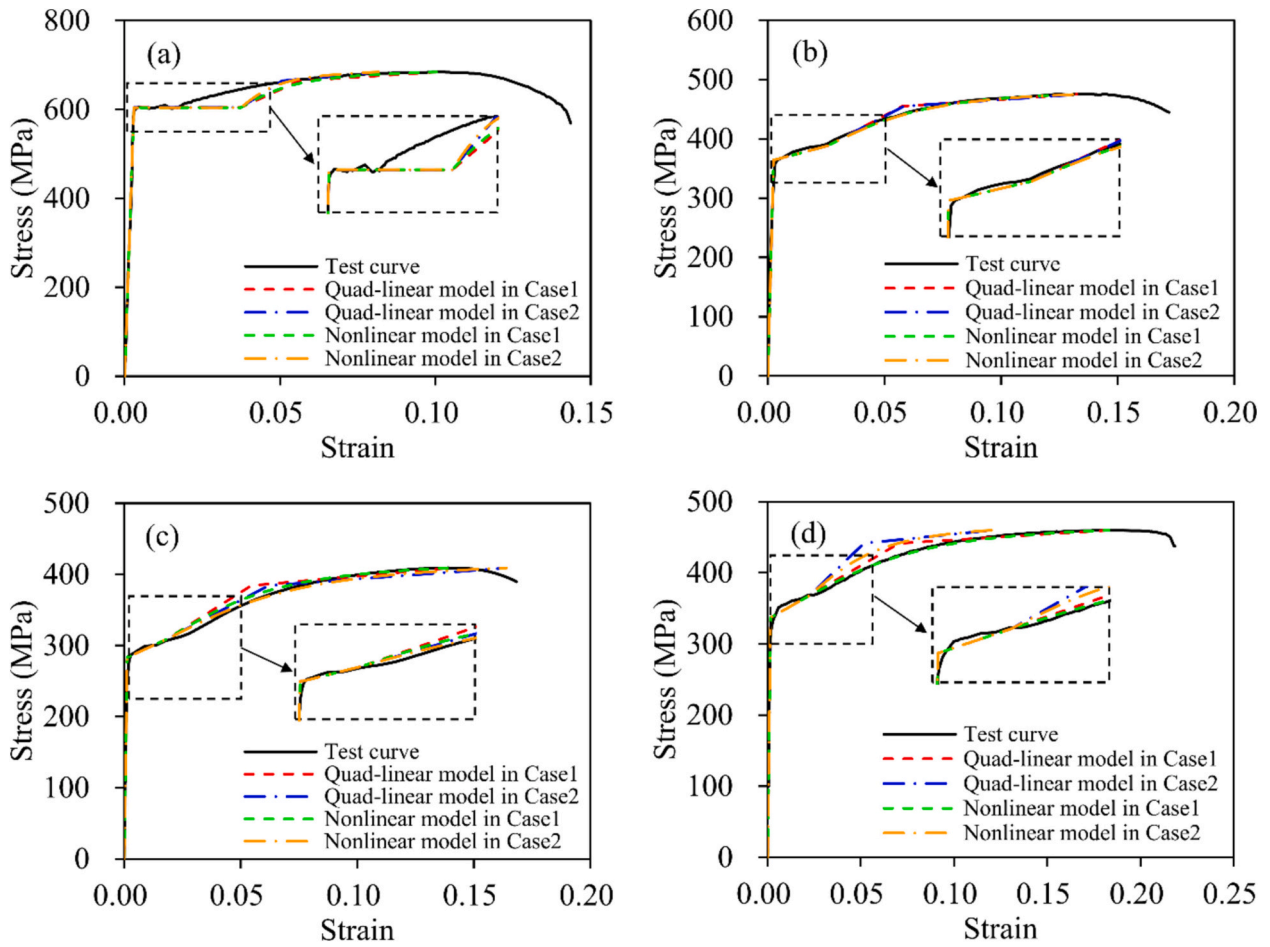 (a)
Stress (MPa)
800
600
400
200
0
Test curve
Quad-linear model in Case1
Quad-linear model in Case2
Nonlinear model in Case1
Nonlinear model in Case2
0.00 0.05 0.10 0.15
Strain
(b)
Stress (MPa)
600
500
400
300
200
100
0
Test curve
Quad-linear model in Case1
Quad-linear model in Case2
Nonlinear model in Case1
Nonlinear model in Case2
0.00 0.05 0.10 0.15 0.20
Strain
(c)
Stress (MPa)
500
400
300
200
100
0
Test curve
Quad-linear model in Case1
Quad-linear model in Case2
Nonlinear model in Case1
Nonlinear model in Case2
0.00 0.05 0.10 0.15 0.20
Strain
(d)
Stress (MPa)
500
400
300
200
100
0
Test curve
Quad-linear model in Case1
Quad-linear model in Case2
Nonlinear model in Case1
Nonlinear model in Case2
0.00 0.05 0.10 0.15 0.20 0.25
Strain